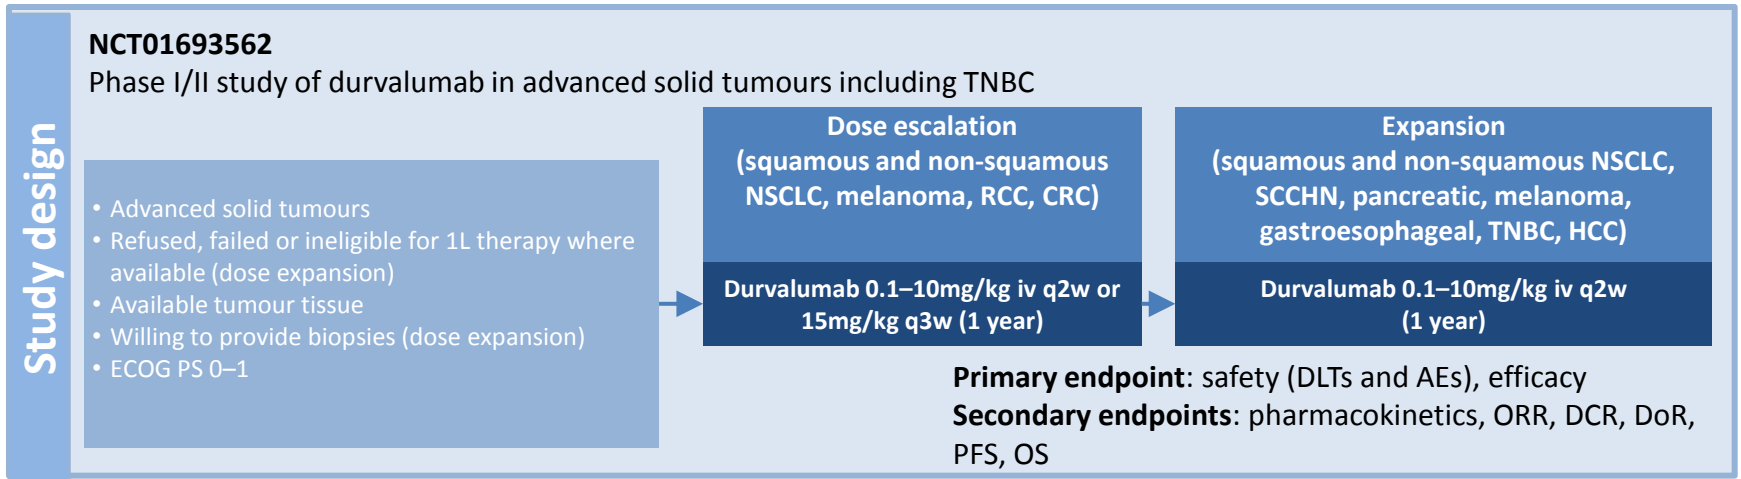 Study design
NCT01693562
Phase I/II study of durvalumab in advanced solid tumours including TNBC
• Advanced solid tumours
• Refused, failed or ineligible for 1L therapy where
available (dose expansion)
• Available tumour tissue
• Willing to provide biopsies (dose expansion)
• ECOG PS 0–1
Dose escalation
(squamous and non-squamous
NSCLC, melanoma, RCC, CRC)
Durvalumab 0.1–10mg/kg iv q2w or
15mg/kg q3w (1 year)
Expansion
(squamous and non-squamous NSCLC,
SCCHN, pancreatic, melanoma,
gastroesophageal, TNBC, HCC)
Durvalumab 0.1–10mg/kg iv q2w
(1 year)
Primary endpoint: safety (DLTs and AEs), efficacy
Secondary endpoints: pharmacokinetics, ORR, DCR, DoR,
PFS, OS